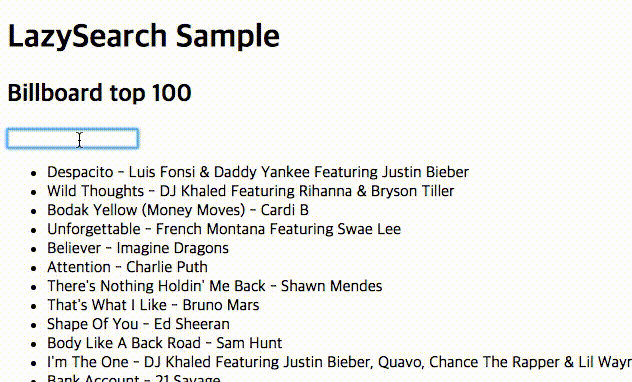 LazySearch Sample
Billboard top 100
Despacito - Luis Fonsi & Daddy Yankee Featuring Justin Bieber
Wild Thoughts - DJ Khaled Featuring Rihanna & Bryson Tiller
Bodak Yellow (Money Moves) - Cardi B
Unforgettable - French Montana Featuring Swae Lee
Believer - Imagine Dragons
Attention - Charlie Puth
There's Nothing Holdin' Me Back - Shawn Mendes
That's What I Like - Bruno Mars
Shape Of You - Ed Sheeran
Body Like A Back Road - Sam Hunt
I'm The One - DJ Khaled Featuring Justin Bieber, Quavo, Chance The Rapper & Lil Wayn
Bank Account - 21 Savage